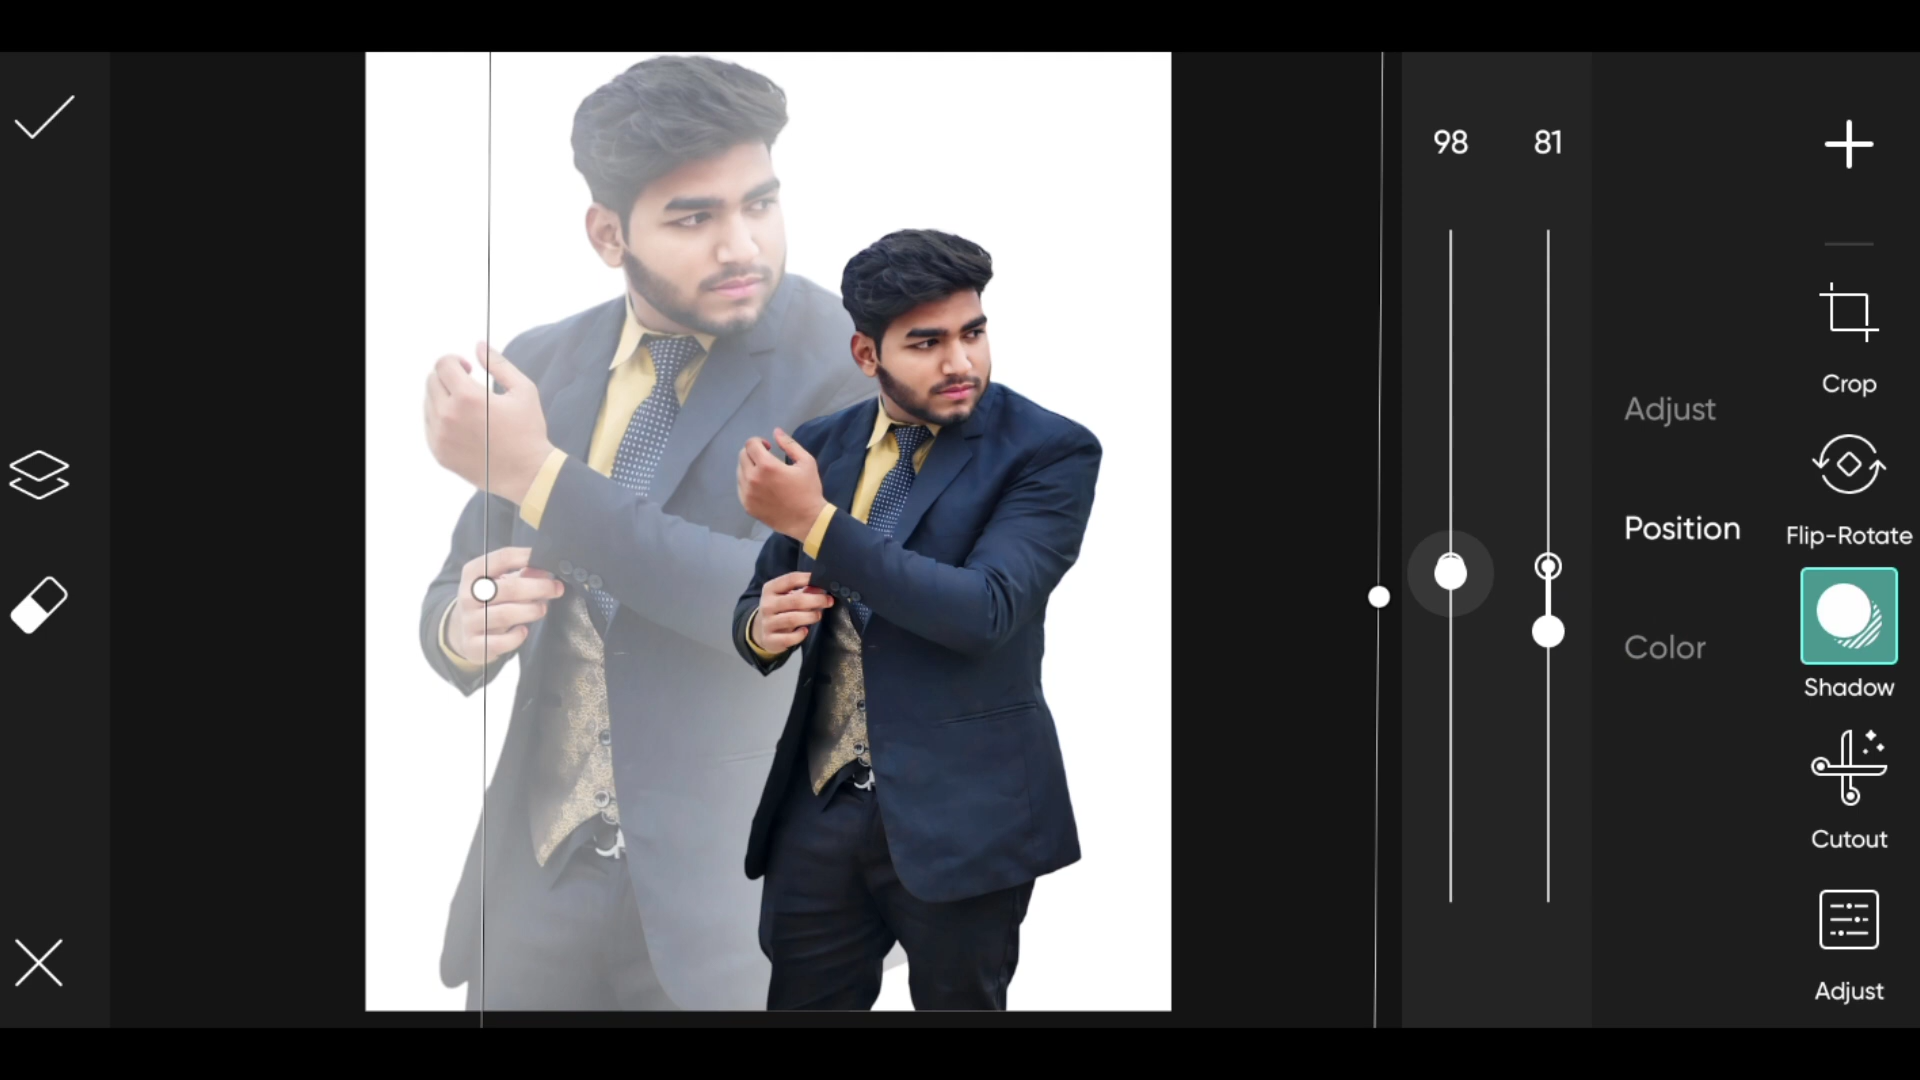 98
81
Adjust
Position
Color
Crop
Flip-Rotate
Shadow
Cutout
Adjust